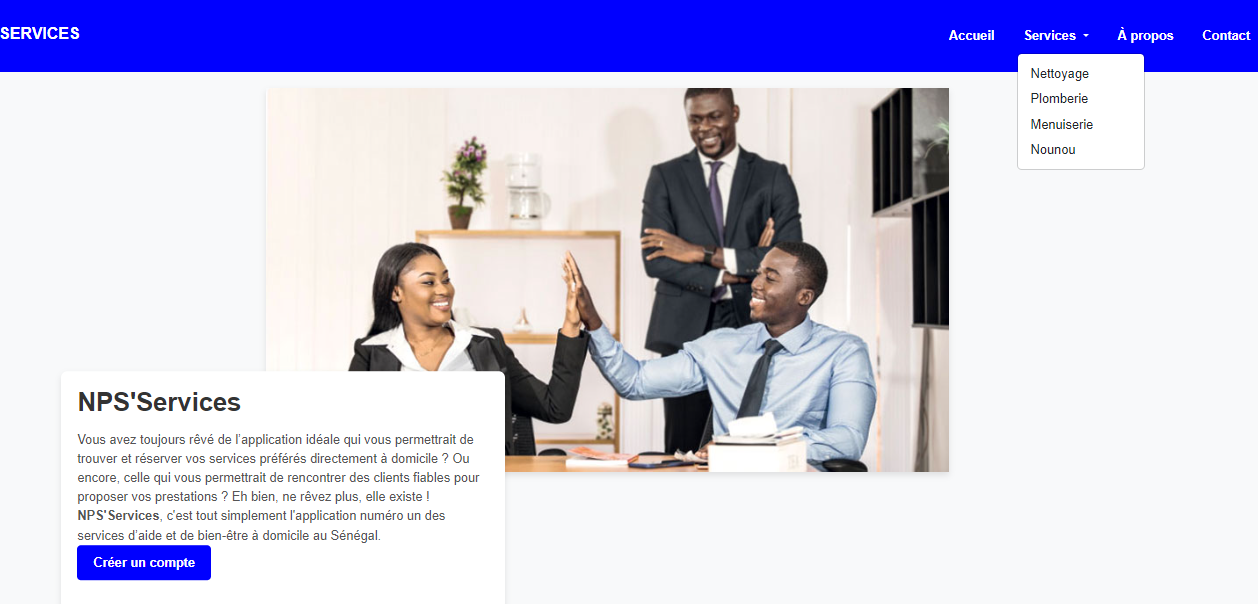 SERVICES
Accueil
Services
À propos
Contact
Nettoyage
Plomberie
Menuiserie
Nounou
NPS'Services
Vous avez toujours rêvé de l’application idéale qui vous permettrait de
trouver et réserver vos services préférés directement à domicile ? Ou
encore, celle qui vous permettrait de rencontrer des clients fiables pour
proposer vos prestations ? Eh bien, ne rêvez plus, elle existe !
NPS'Services, c'est tout simplement l'application numéro un des
services d’aide et de bien-être à domicile au Sénégal.
Créer un compte